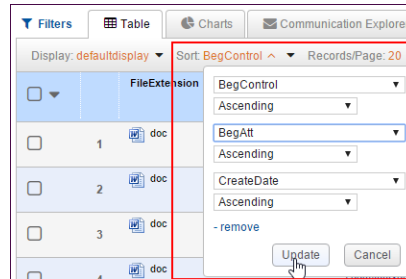 Filters Table Charts Communication Explore
Display: defaultdisplay Sort: BegControl Records/Page: 20
FileExtension
BegControl
Ascending
BegAtt
Ascending
CreateDate
Ascending
- remove
Update Cancel
1 doc
2 doc
3 doc
doc